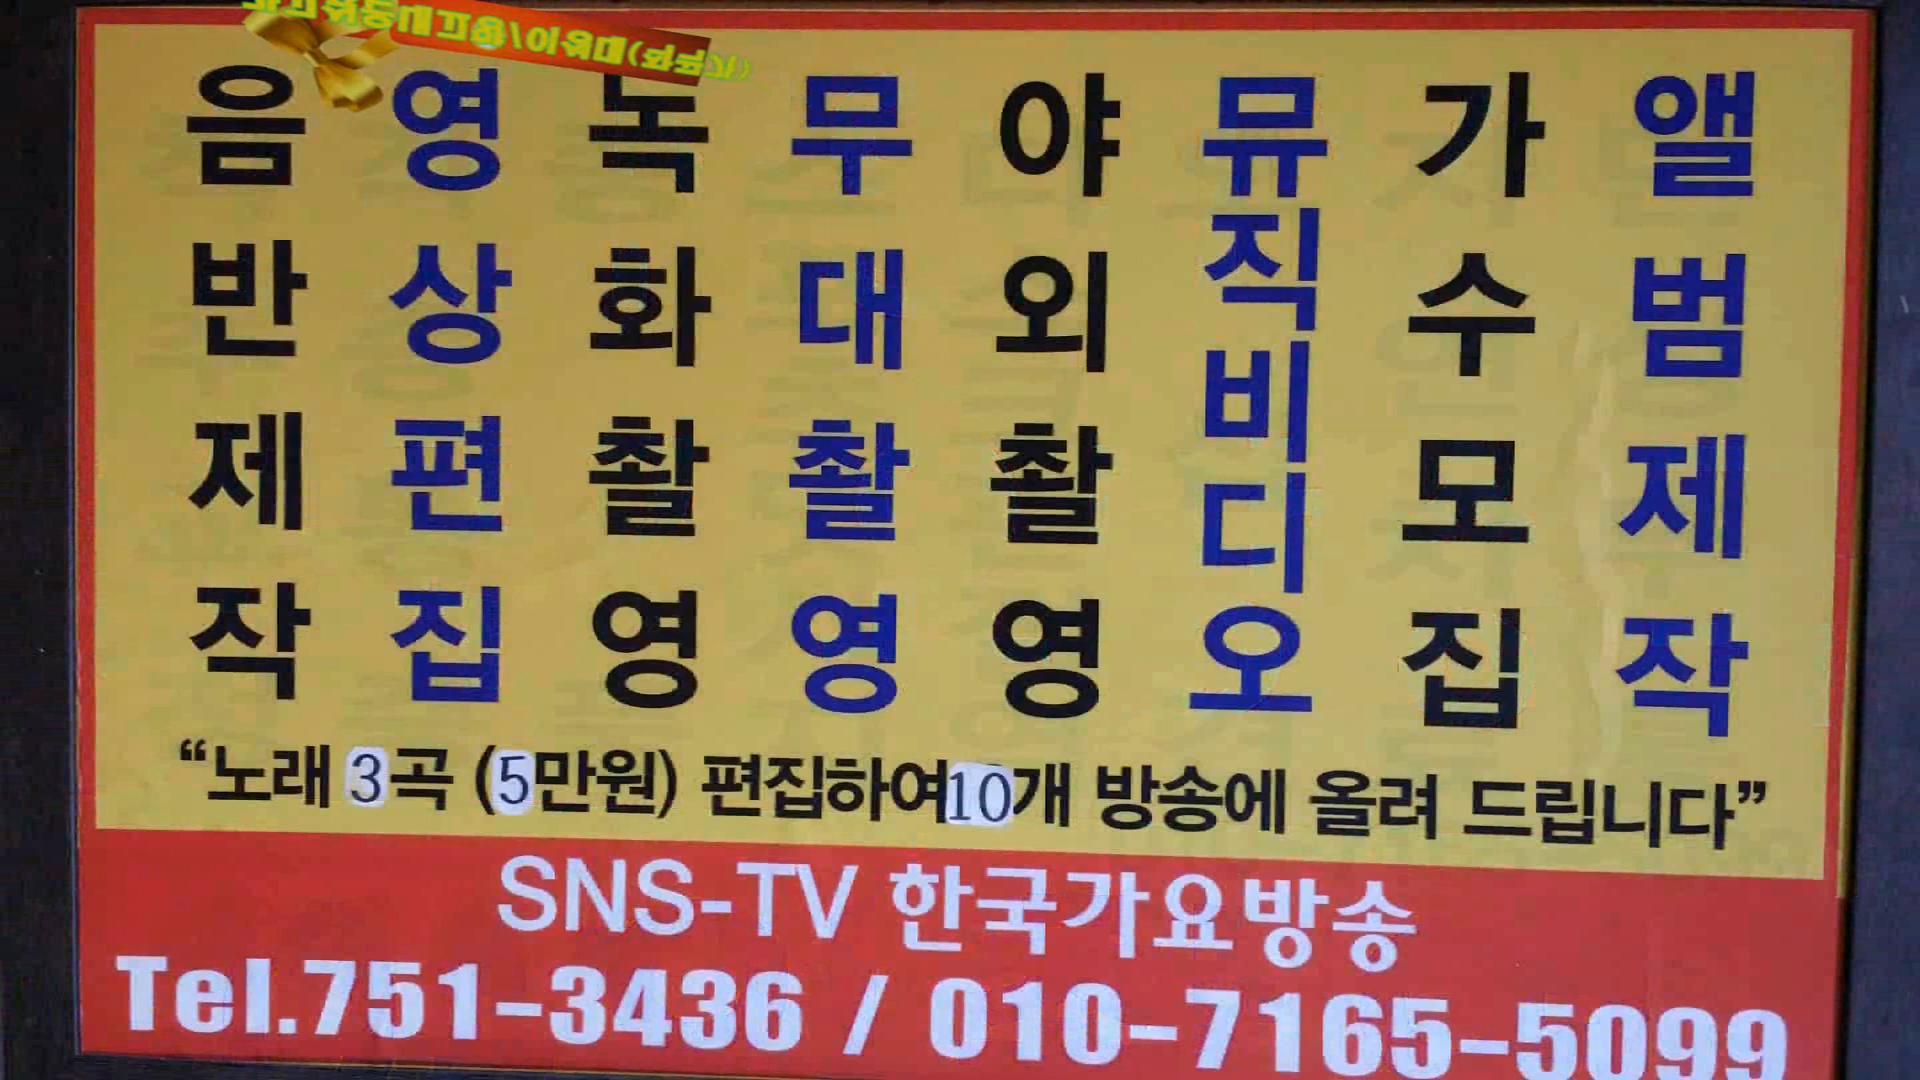 음반제작
영상편집
녹화촬영
무대촬영
야외촬영
뮤직비디오
가수모집
앨범제작
“노래 3곡 (5만원) 편집하여 10개 방송에 올려 드립니다”
SNS-TV 한국가요방송
Tel.751-3436 / 010-7165-5099